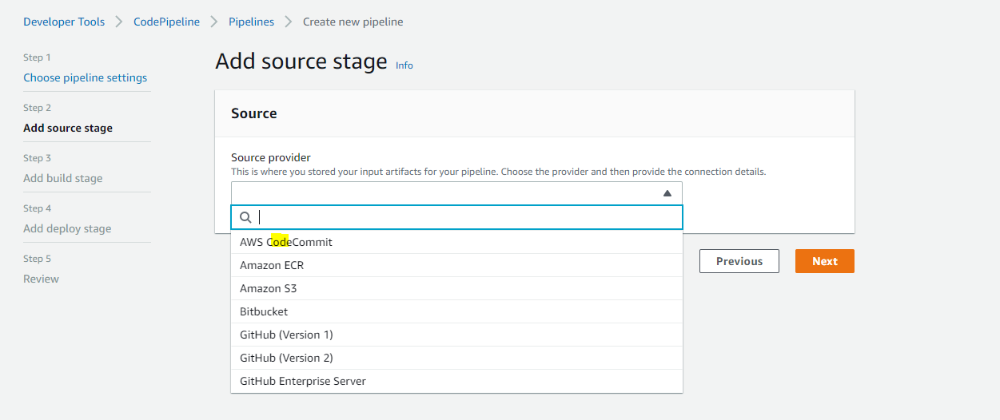 Developer Tools > CodePipeline > Pipelines > Create new pipeline
Step 1
Choose pipeline settings
Step 2
Add source stage
Step 3
Add build stage
Step 4
Add deploy stage
Step 5
Review
Add source stage Info
Source
Source provider
This is where you stored your input artifacts for your pipeline. Choose the provider and then provide the connection details.
AWS CodeCommit
Amazon ECR
Amazon S3
Bitbucket
GitHub (Version 1)
GitHub (Version 2)
GitHub Enterprise Server
Previous Next